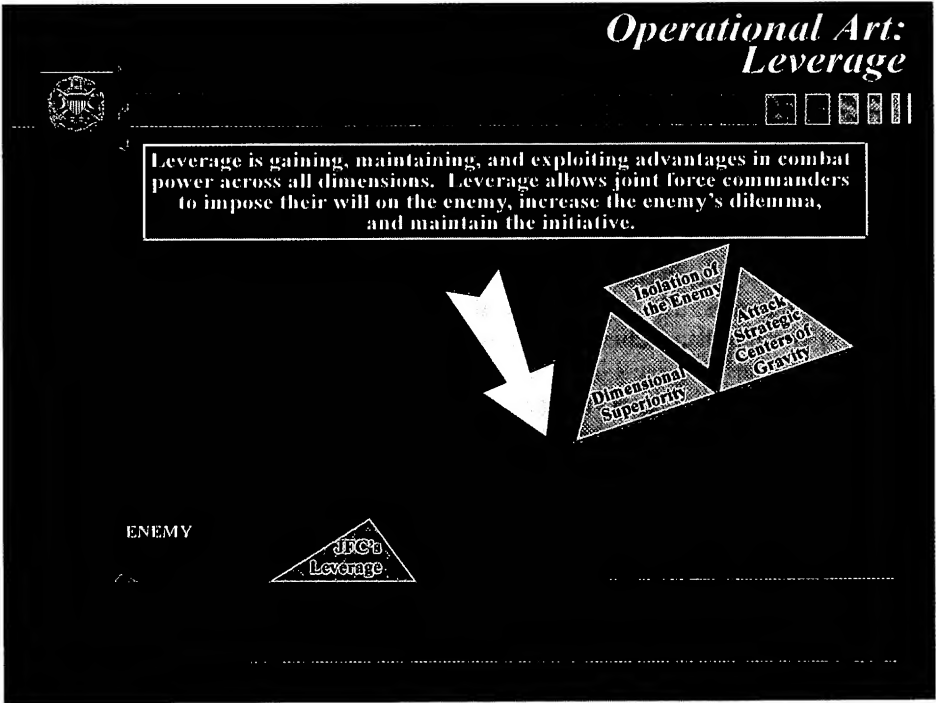 Operational Art:
Leverage
Leverage is gaining, maintaining, and exploiting advantages in combat
power across all dimensions. Leverage allows joint force commanders
to impose their will on the enemy, increase the enemy's dilemma,
and maintain the initiative.
Isolation of
the Enemy
Attack
Strategic
Centers of
Gravity
Dimensional
Superiority
ENEMY
JFC's
Leverage